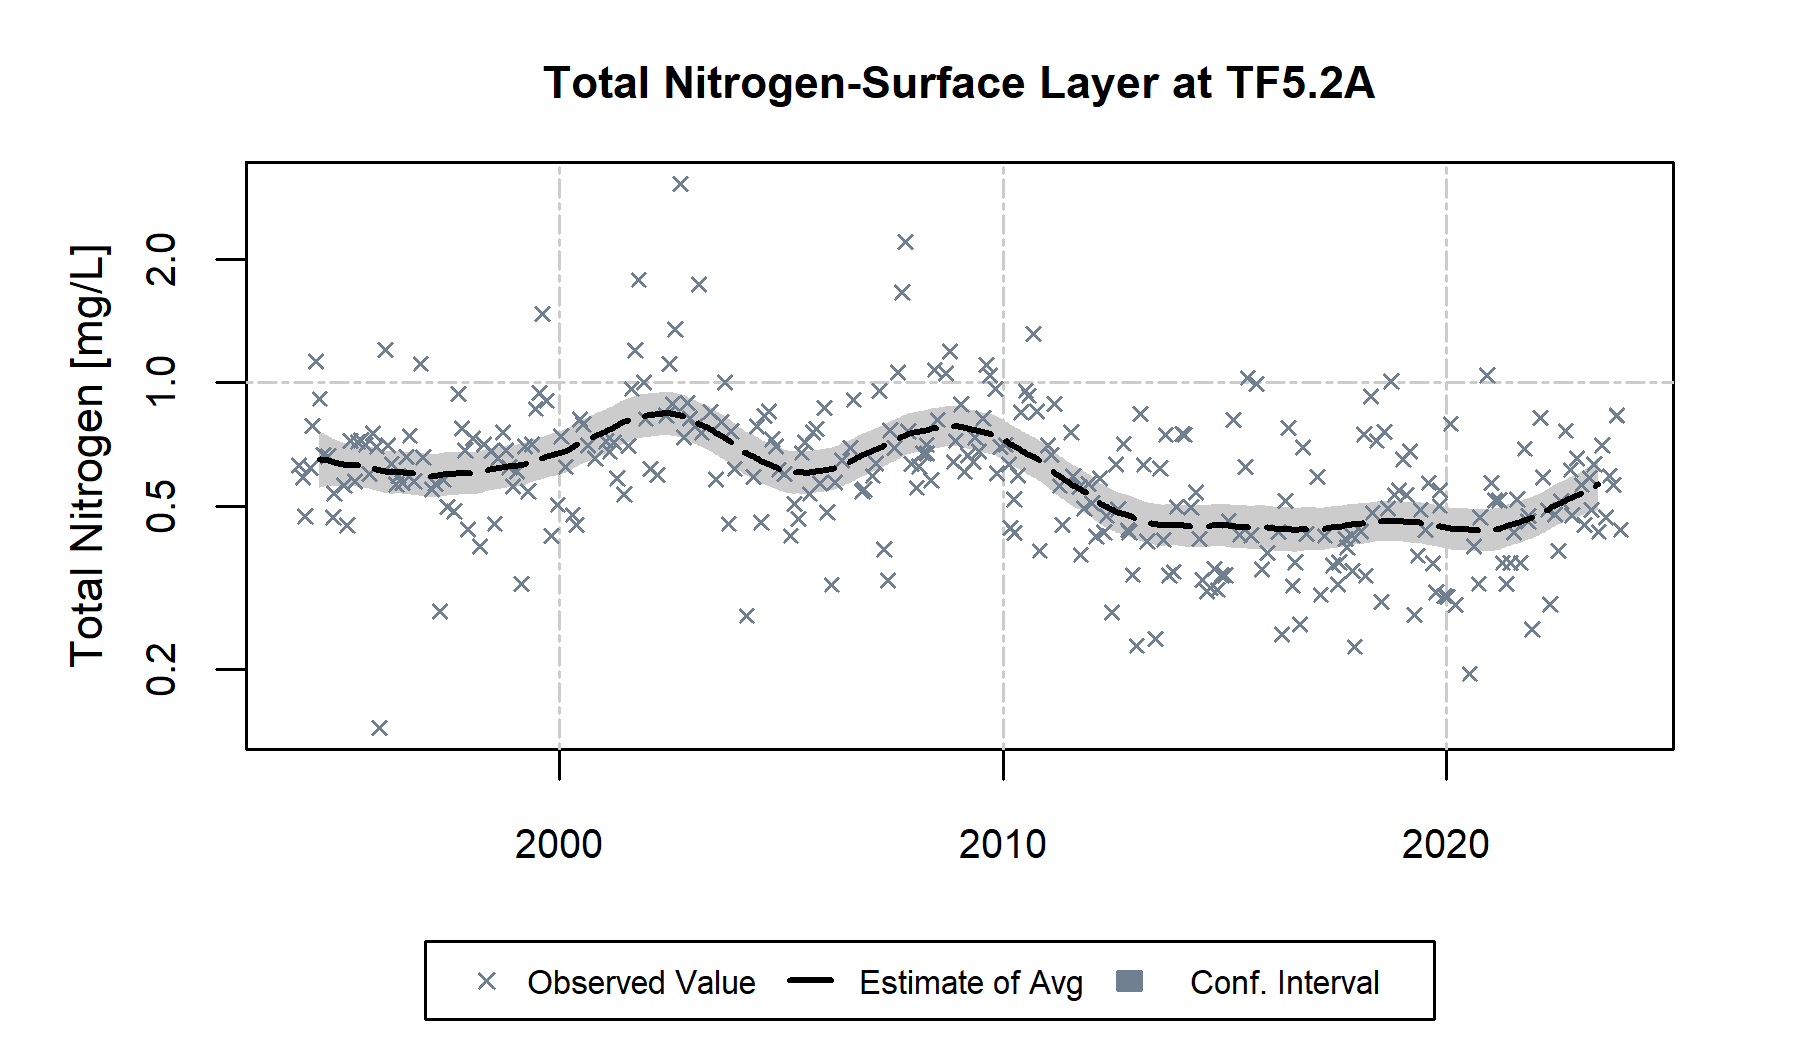 Total Nitrogen-Surface Layer at TF5.2A
Total Nitrogen [mg/L]
2.0
1.0
0.5
0.2
2000 2010 2020
Observed Value Estimate of Avg Conf. Interval